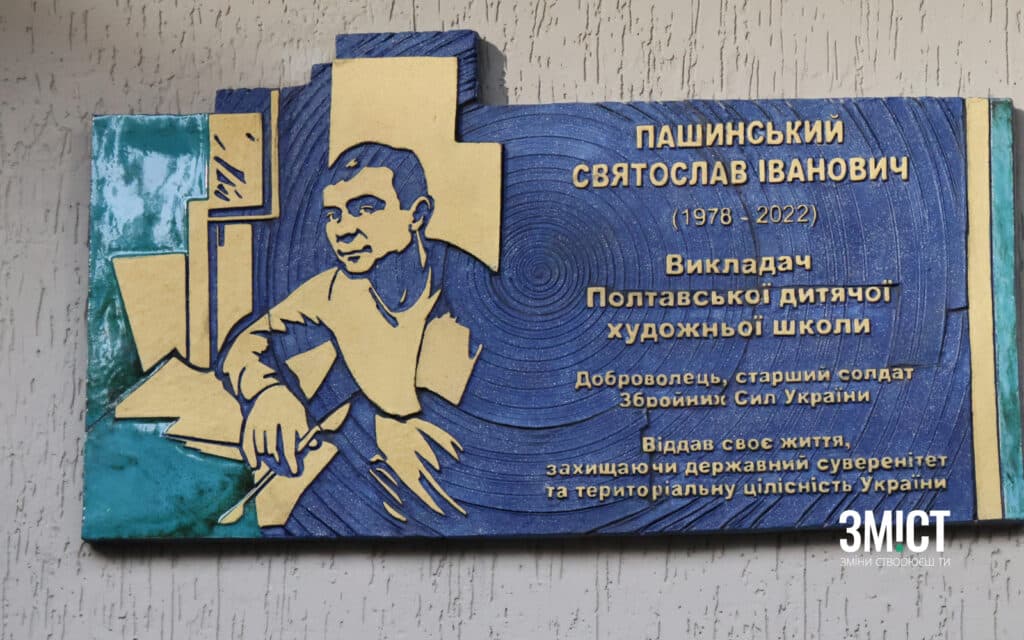 ПАШИНСЬКИЙ
СВЯТОСЛАВ ІВАНОВИЧ
(1978 - 2022)
Викладач
Полтавської дитячої
художньої школи
Доброволець, старший солдат
Збройних Сил України
Віддав своє життя,
захищаючи державний суверенітет
та територіальну цілісність України
ЗМІСТ
ЗМІНИ СТВОРЮЄШ ТИ